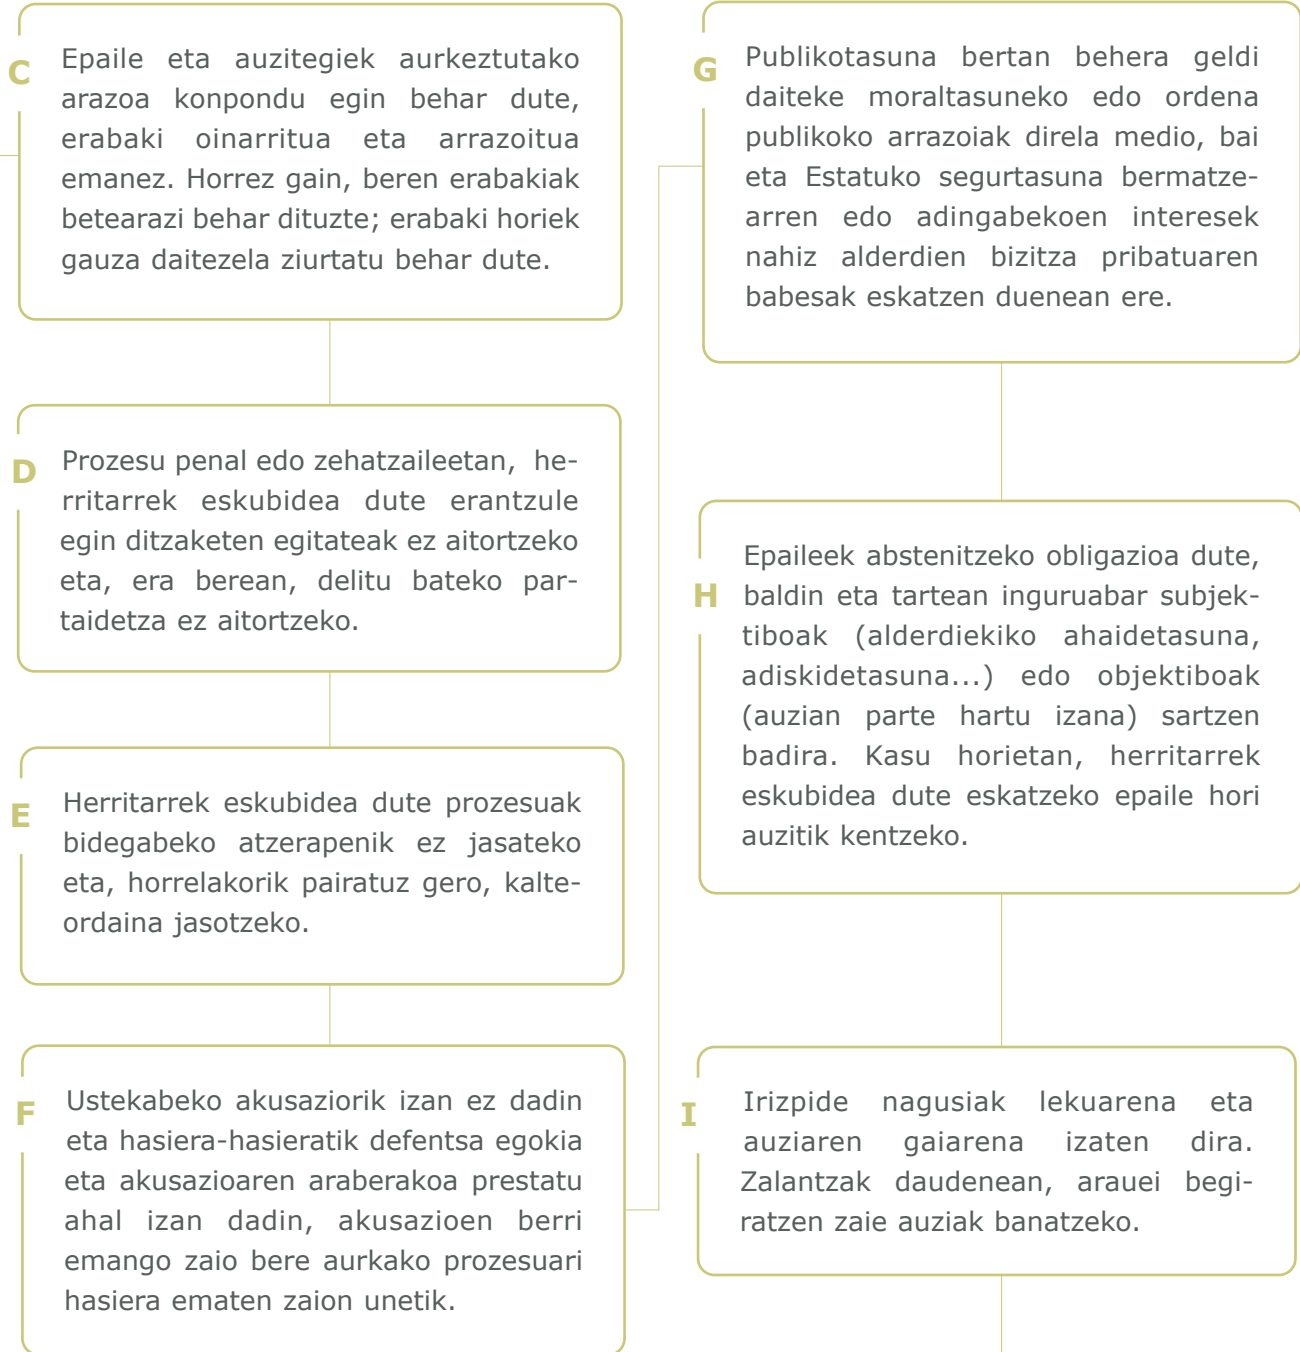 C
Epaile eta auzitegiek aurkeztutako
arazoa konpondu egin behar dute,
erabaki oinarritua eta arrazoitua
emanez. Horrez gain, beren erabakiak
betearazi behar dituzte; erabaki horiek
gauza daitezela ziurtatu behar dute.
D
Prozesu penal edo zehatzaileetan, he-
rritarrek eskubidea dute erantzule
egin ditzaketen egitateak ez aitortzeko
eta, era berean, delitu bateko par-
taidetza ez aitortzeko.
E
Herritarrek eskubidea dute prozesuak
bidegabeko atzerapenik ez jasateko
eta, horrelakorik pairatuz gero, kalte-
ordaina jasotzeko.
F
Ustekabeko akusaziorik izan ez dadin
eta hasiera-hasieratik defentsa egokia
eta akusazioaren araberakoa prestatu
ahal izan dadin, akusazioen berri
emango zaio bere aurkako prozesuari
hasiera ematen zaion unetik.
G
Publikotasuna bertan behera geldi
daiteke moraltasuneko edo ordena
publikoko arrazoiak direla medio, bai
eta Estatuko segurtasuna bermatze-
arren edo adingabekoen interesek
nahiz alderdien bizitza pribatuaren
babesak eskatzen duenean ere.
H
Epaileek abstenitzeko obligazioa dute,
baldin eta tartean inguruabar subjek-
tiboak (alderdiekiko ahaidetasuna,
adiskidetasuna...) edo objektiboak
(auzian parte hartu izana) sartzen
badira. Kasu horietan, herritarrek
eskubidea dute eskatzeko epaile hori
auzitik kentzeko.
I
Irizpide nagusiak lekuarena eta
auziaren gaiarena izaten dira.
Zalantzak daudenean, arauei begi-
ratzen zaie auziak banatzeko.